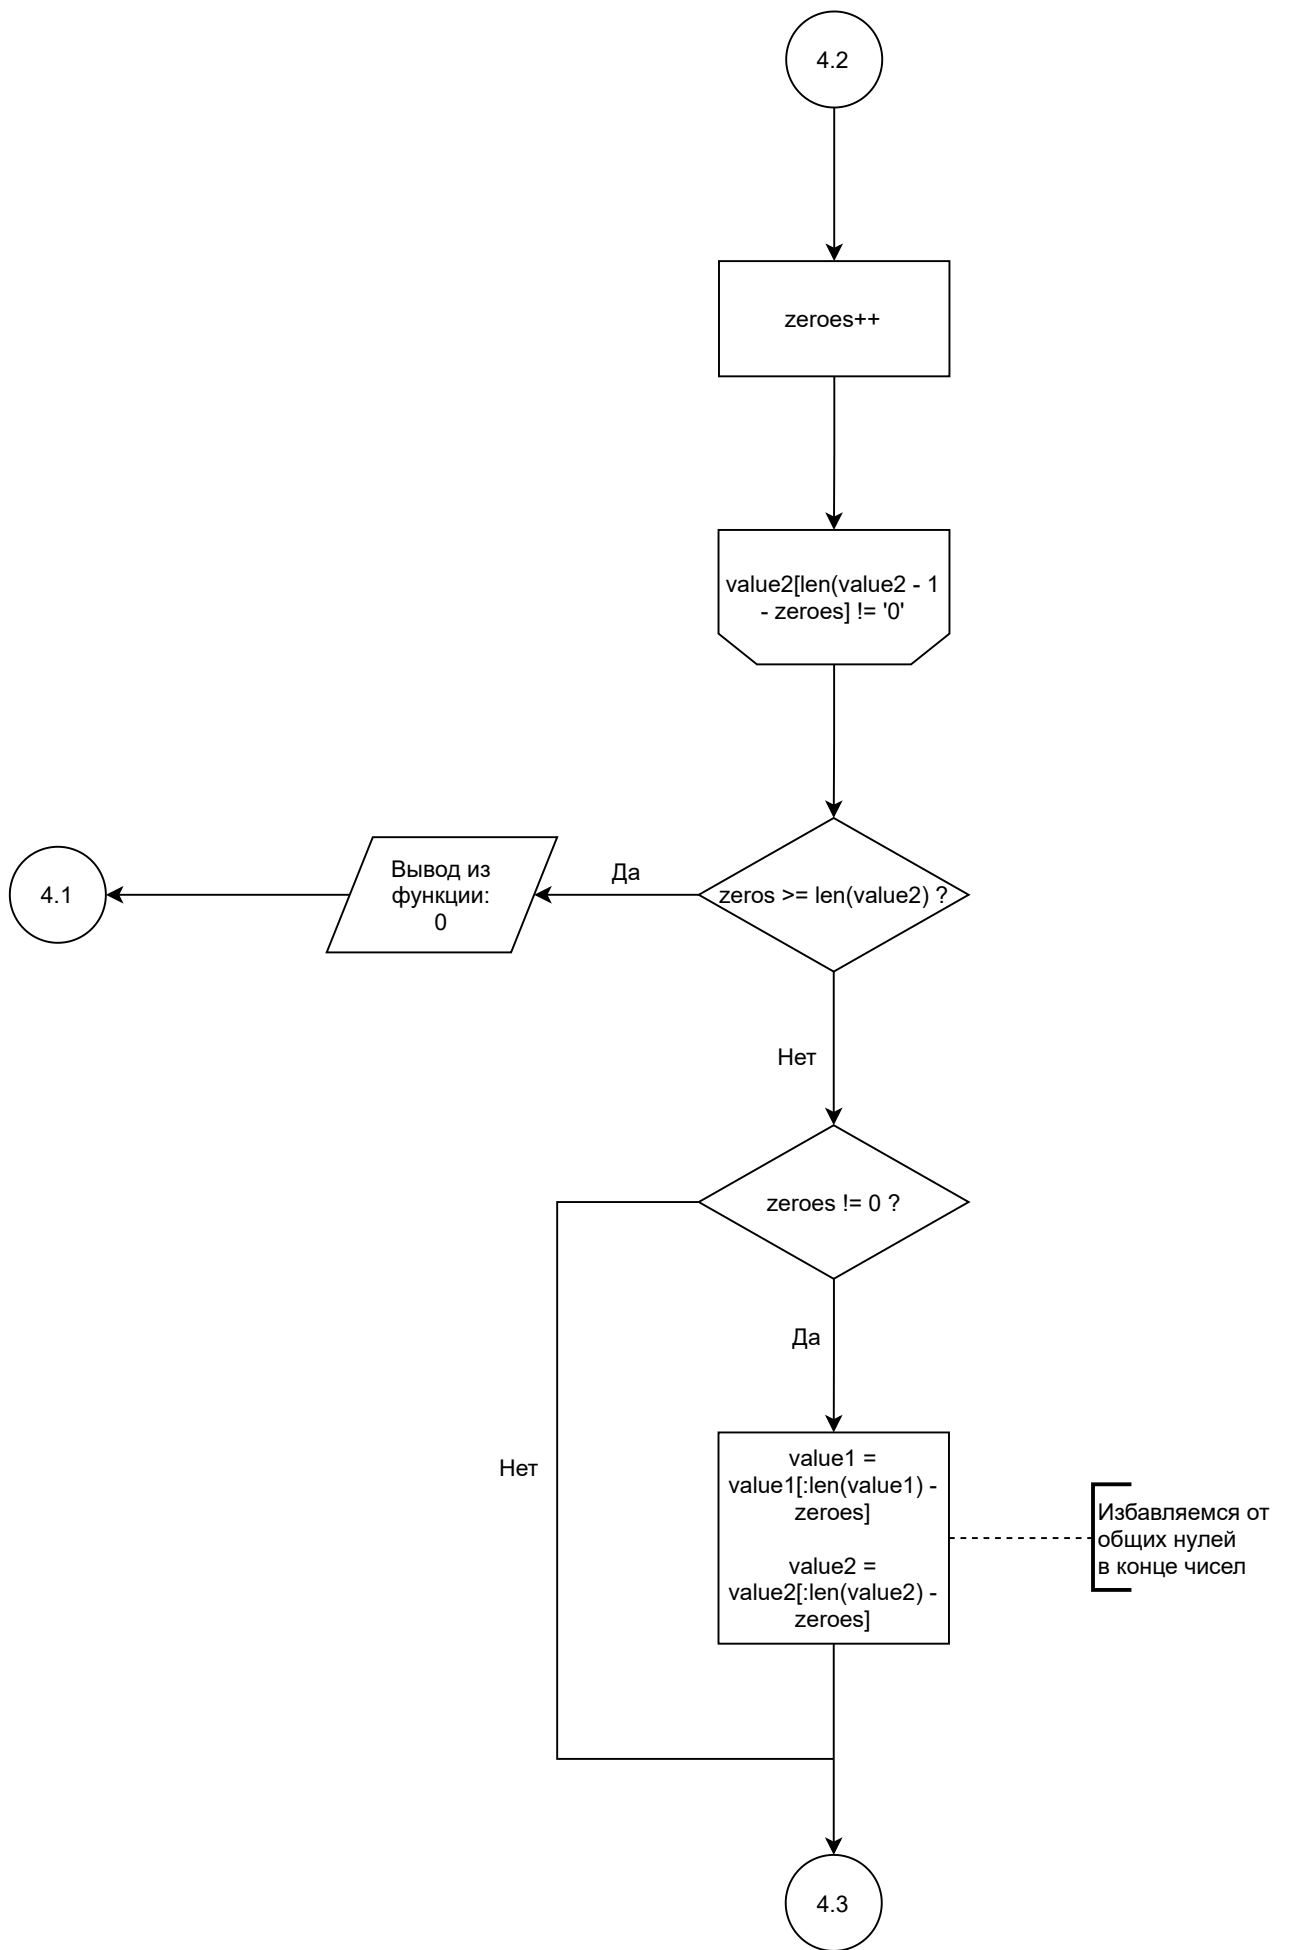 4.2
zeroes++
value2[len(value2 - 1
- zeroes] != '0'
zeros >= len(value2) ?
Да
Вывод из
функции:
0
4.1
Нет
zeroes != 0 ?
Да
Нет
value1 =
value1[:len(value1) -
zeroes]
value2 =
value2[:len(value2) -
zeroes]
Избавляемся от
общих нулей
в конце чисел
4.3